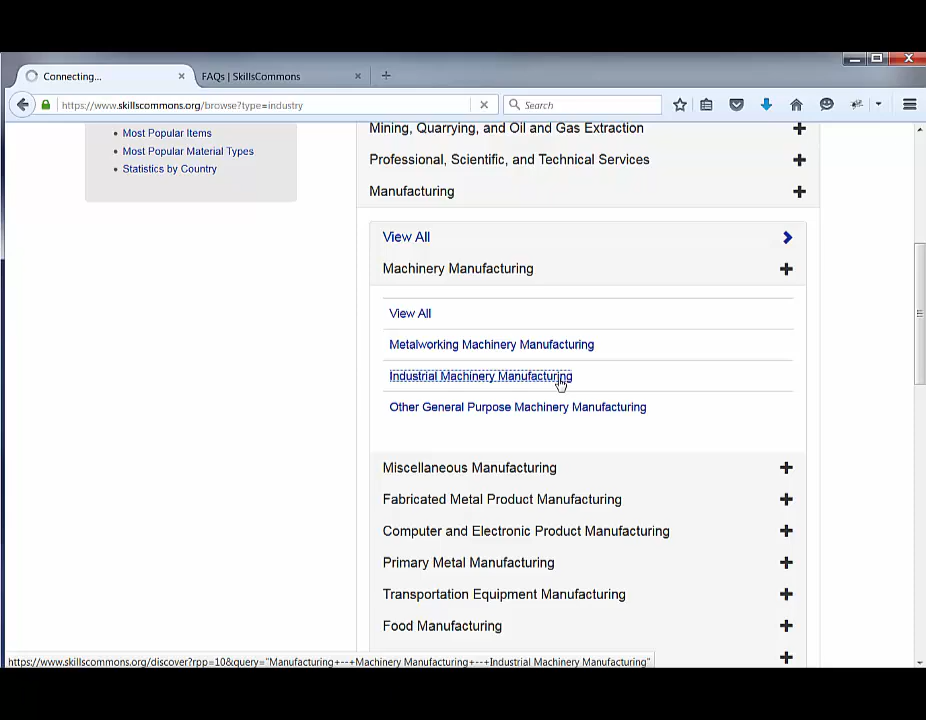 Connecting...
FAQs | SkillsCommons
https://www.skillscommons.org/browse?type=industry
Search
Most Popular Items
Most Popular Material Types
Statistics by Country
Mining, Quarrying, and Oil and Gas Extraction
Professional, Scientific, and Technical Services
Manufacturing
View All
Machinery Manufacturing
View All
Metalworking Machinery Manufacturing
Industrial Machinery Manufacturing
Other General Purpose Machinery Manufacturing
Miscellaneous Manufacturing
Fabricated Metal Product Manufacturing
Computer and Electronic Product Manufacturing
Primary Metal Manufacturing
Transportation Equipment Manufacturing
Food Manufacturing
https://www.skillscommons.org/discover?rpp=10&query="Manufacturing+--+Machinery Manufacturing+--+Industrial Machinery Manufacturing"